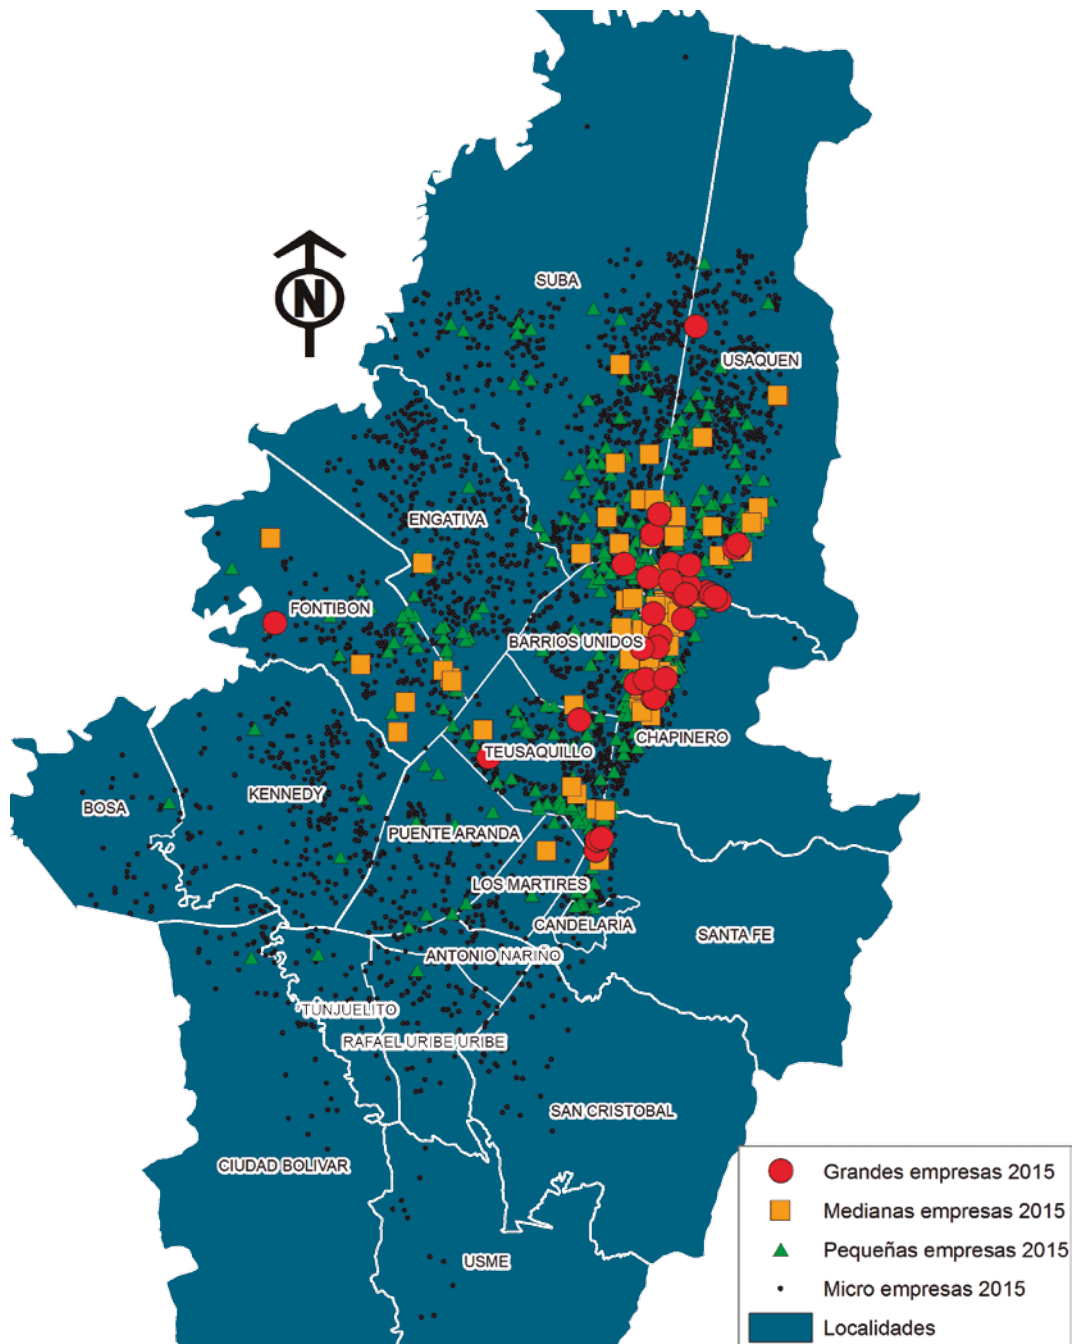 N
SUBA
USAQUEN
ENGATIVA
FONTIBON
BARRIOS UNIDOS
CHAPINERO
TEUSAQUILLO
KENNEDY
BOSA
PUENTE ARANDA
LOS MARTIRES
CANDELARIA
SANTA FE
ANTONIO NARIÑO
TUNJUELITO
RAFAEL URIBE URIBE
SAN CRISTOBAL
CIUDAD BOLIVAR
USME
Grandes empresas 2015
Medianas empresas 2015
Pequeñas empresas 2015
Micro empresas 2015
Localidades